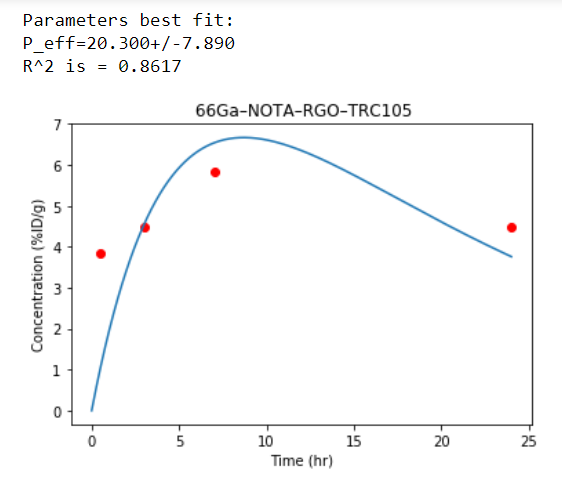 Parameters best fit:
P_eff=20.300+/-7.890
R^2 is = 0.8617
66Ga–NOTA–RGO–TRC105
Concentration (%ID/g)
7
6
5
4
3
2
1
0
0 5 10 15 20 25
Time (hr)